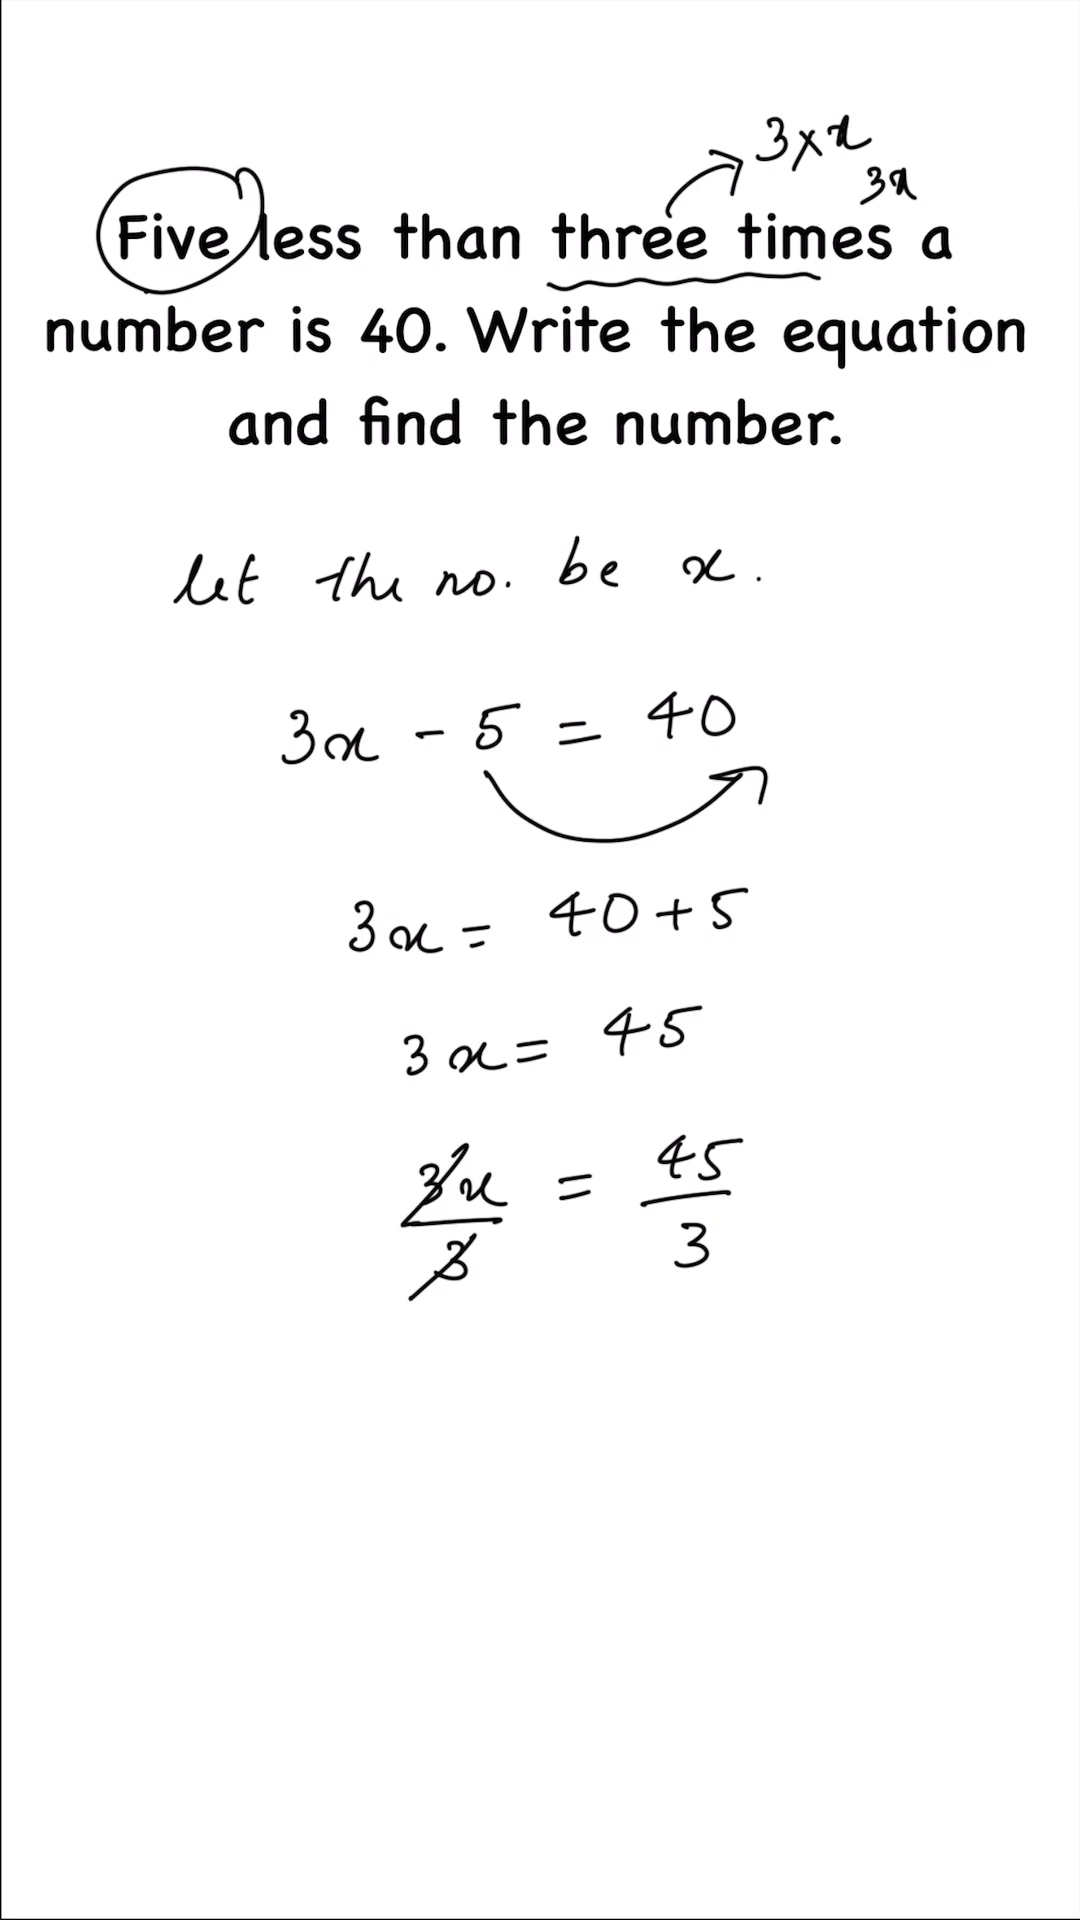 3×x
3x
Five less than three times a
number is 40. Write the equation
and find the number.
let the no. be x.
3x - 5 = 40
3x = 40+5
3x = 45
3x/3 = 45/3